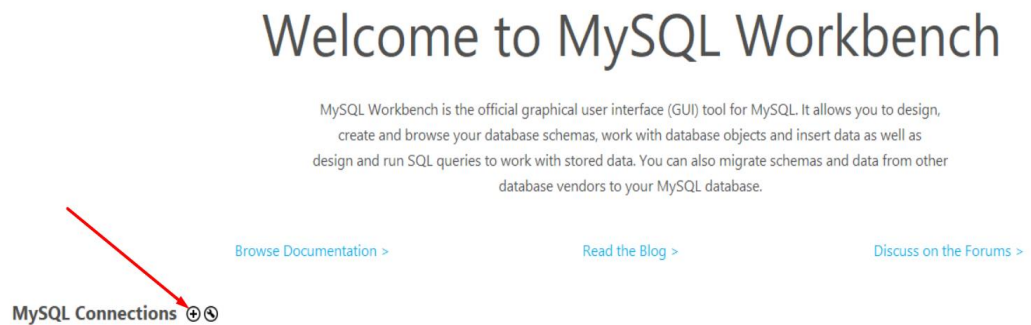 Welcome to MySQL Workbench
MySQL Workbench is the official graphical user interface (GUI) tool for MySQL. It allows you to design,
create and browse your database schemas, work with database objects and insert data as well as
design and run SQL queries to work with stored data. You can also migrate schemas and data from other
database vendors to your MySQL database.
Browse Documentation >
Read the Blog >
Discuss on the Forums >
MySQL Connections